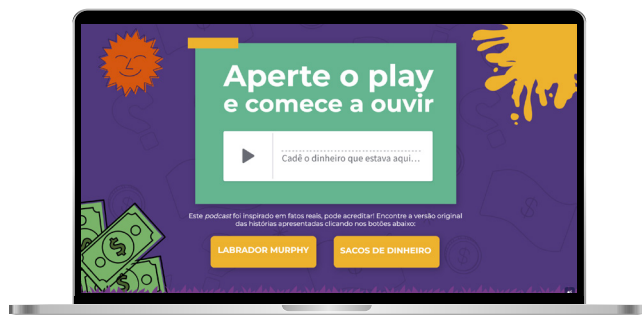 Aperte o play
e comece a ouvir
Cadê o dinheiro que estava aqui...
Este podcast foi inspirado em fatos reais, pode acreditar! Encontre a versão original
das histórias apresentadas clicando nos botões abaixo:
LABRADOR MURPHY
SACOS DE DINHEIRO